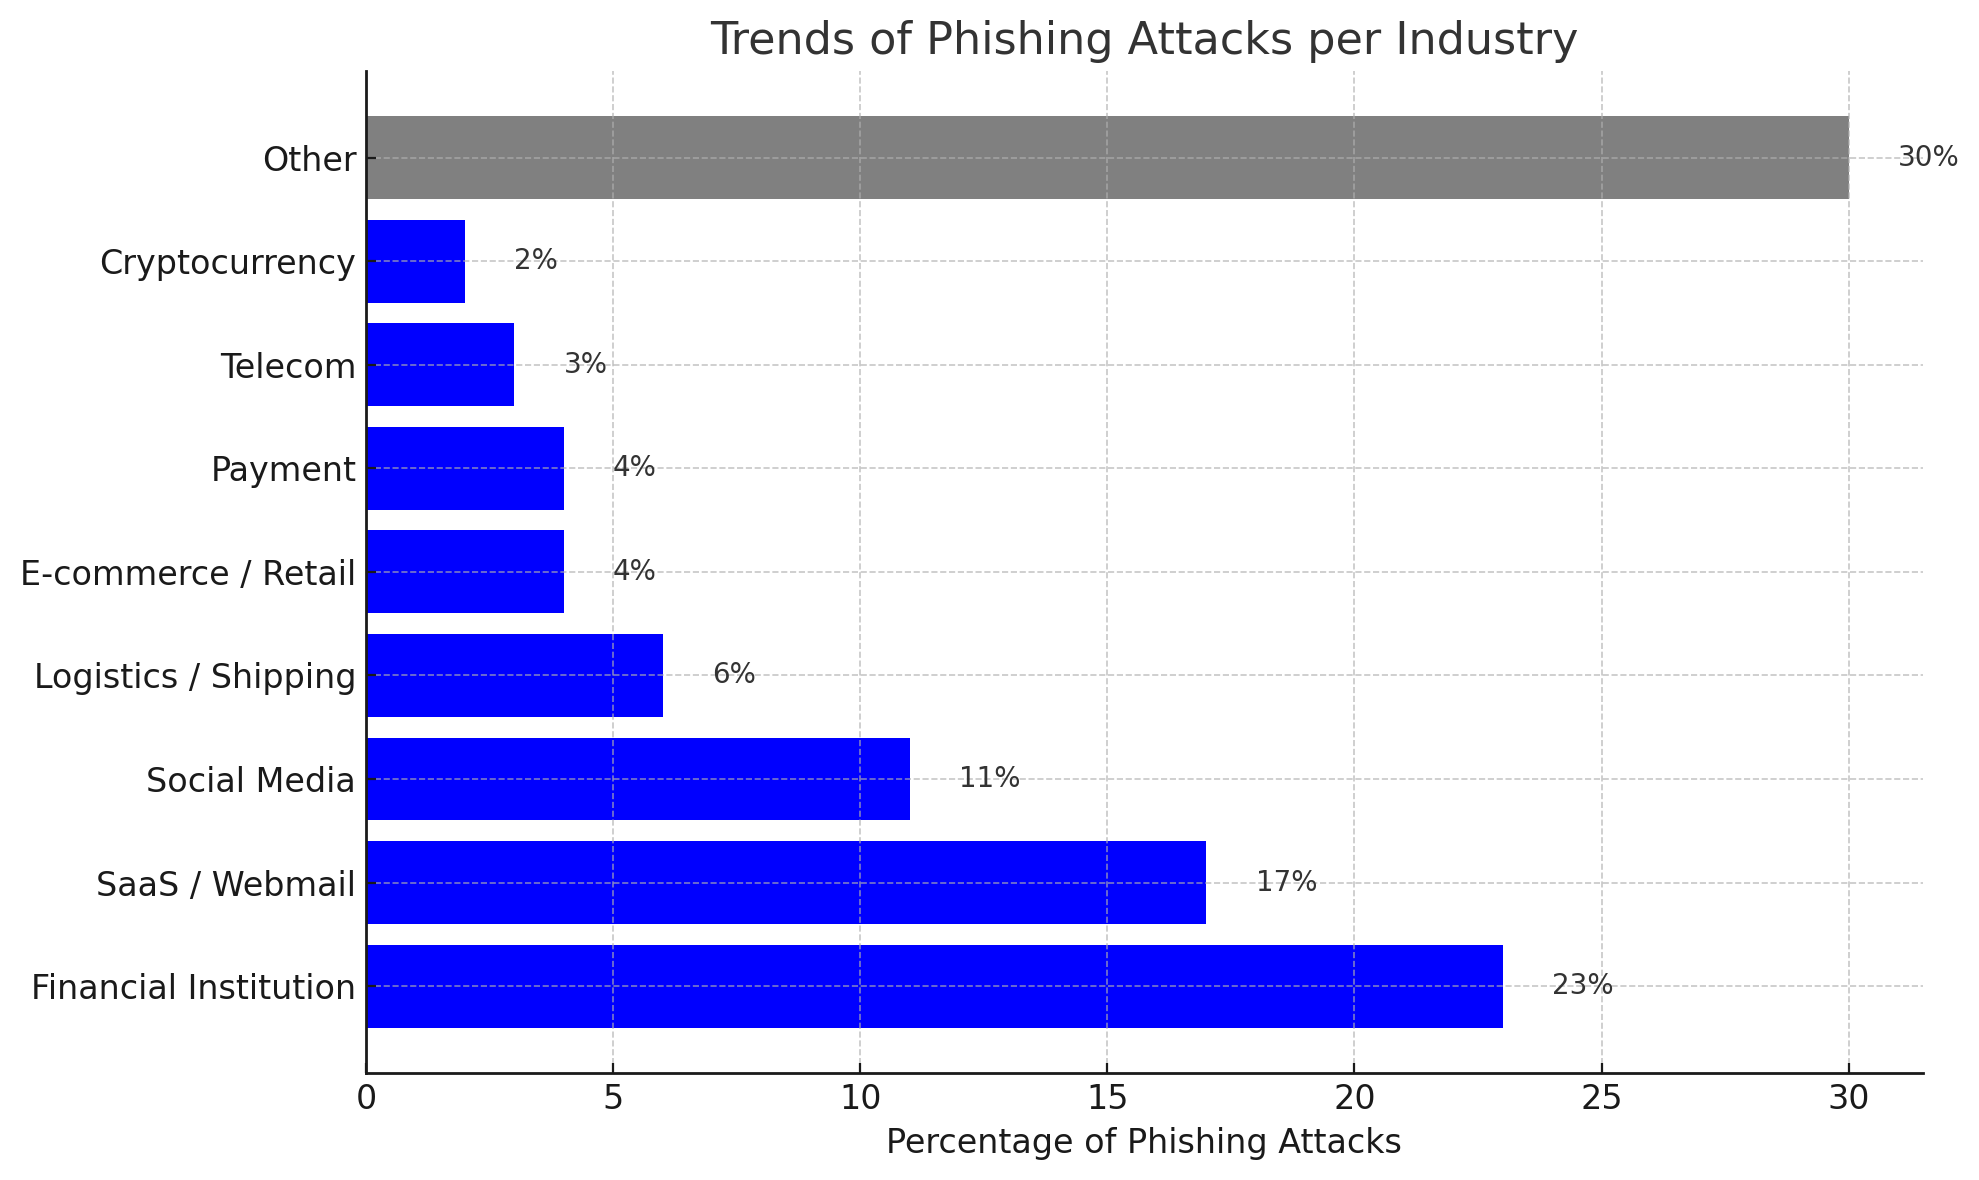 Trends of Phishing Attacks per Industry
Other 30%
Cryptocurrency 2%
Telecom 3%
Payment 4%
E-commerce / Retail 4%
Logistics / Shipping 6%
Social Media 11%
SaaS / Webmail 17%
Financial Institution 23%
0 5 10 15 20 25 30
Percentage of Phishing Attacks